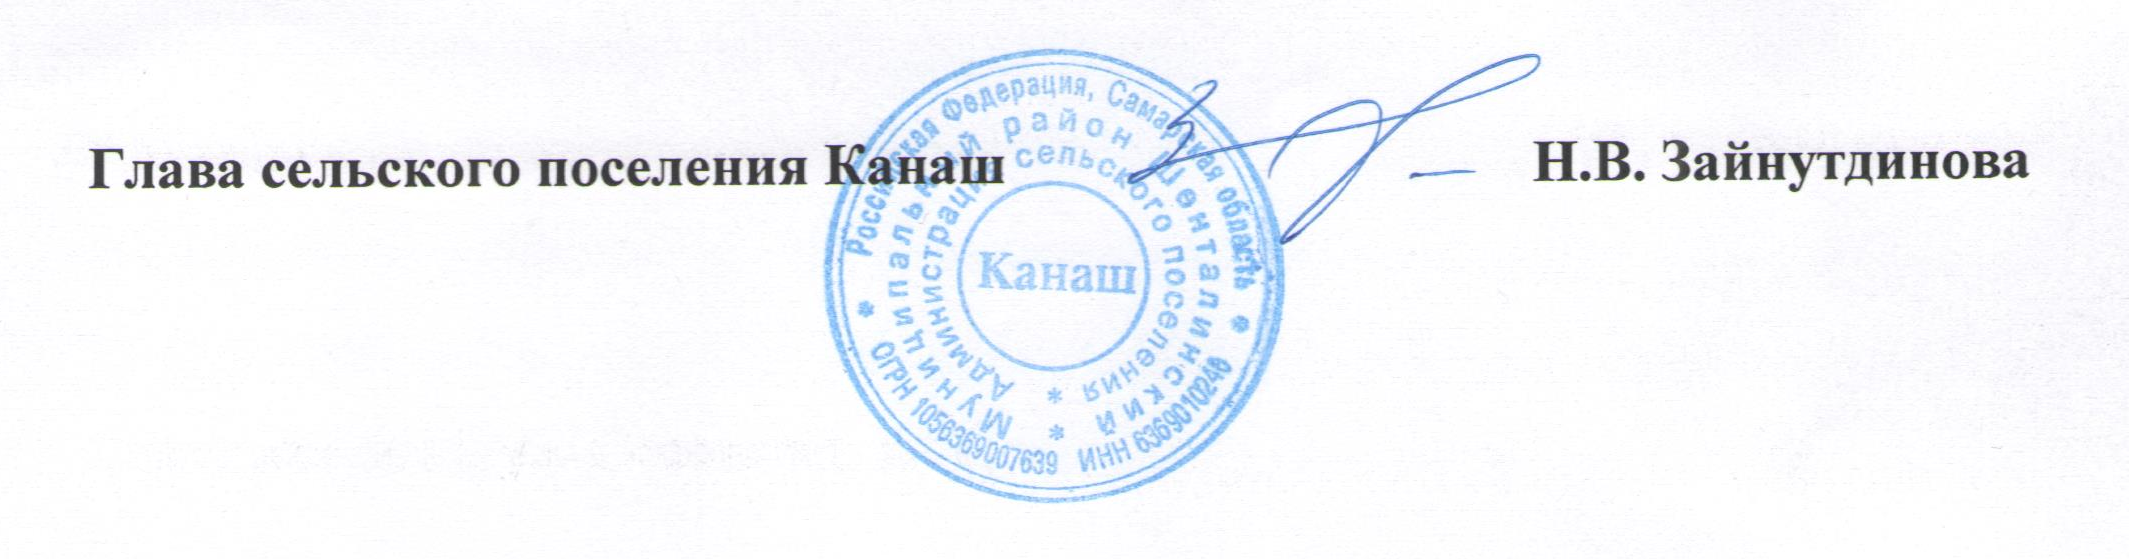 Глава сельского поселения Канаш Н.В. Зайнутдинова
Российская Федерация, Самарская область
Муниципальный район Шенталинский
Администрация сельского поселения
Канаш
ОГРН 1056369007639 ИНН 6369010240